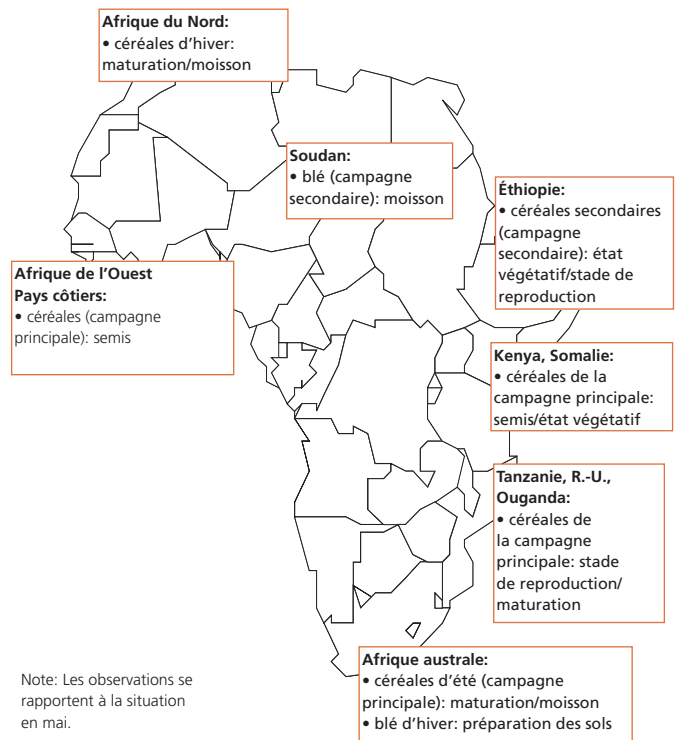 Afrique du Nord:
• céréales d'hiver:
maturation/moisson
Soudan:
• blé (campagne
secondaire): moisson
Éthiopie:
• céréales secondaires
(campagne
secondaire): état
végétatif/stade de
reproduction
Afrique de l'Ouest
Pays côtiers:
• céréales (campagne
principale): semis
Kenya, Somalie:
• céréales de la
campagne principale:
semis/état végétatif
Tanzanie, R.-U.,
Ouganda:
• céréales de
la campagne
principale: stade
de reproduction/
maturation
Afrique australe:
• céréales d'été (campagne
principale): maturation/moisson
• blé d'hiver: préparation des sols
Note: Les observations se
rapportent à la situation
en mai.